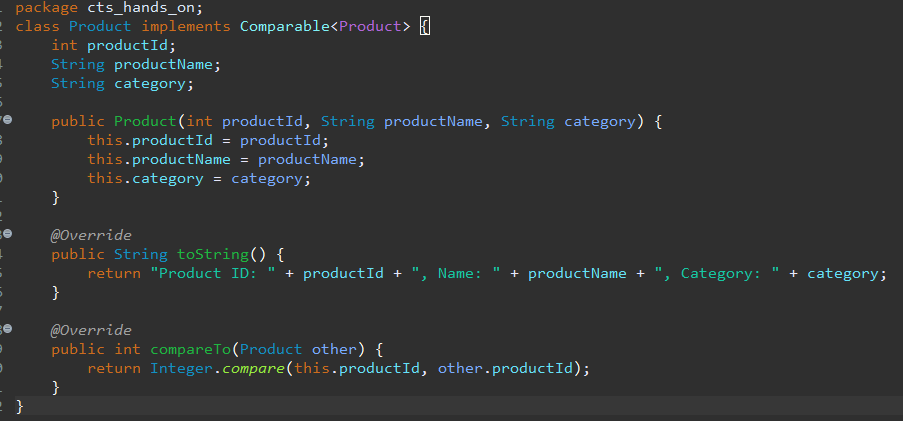 package cts_hands_on;
class Product implements Comparable<Product> {
    int productId;
    String productName;
    String category;

    public Product(int productId, String productName, String category) {
        this.productId = productId;
        this.productName = productName;
        this.category = category;
    }

    @Override
    public String toString() {
        return "Product ID: " + productId + ", Name: " + productName + ", Category: " + category;
    }

    @Override
    public int compareTo(Product other) {
        return Integer.compare(this.productId, other.productId);
    }
}